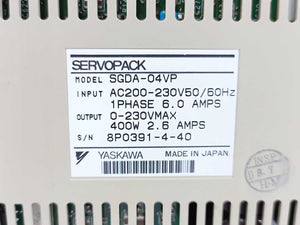 SERVOPACK
MODEL SGDA-04VP
INPUT AC200-230V50/60Hz
1PHASE 6.0 AMPS
OUTPUT 0-230VMAX
400W 2.6 AMPS
S/N 8P0391-4-40
YASKAWA MADE IN JAPAN
INSP